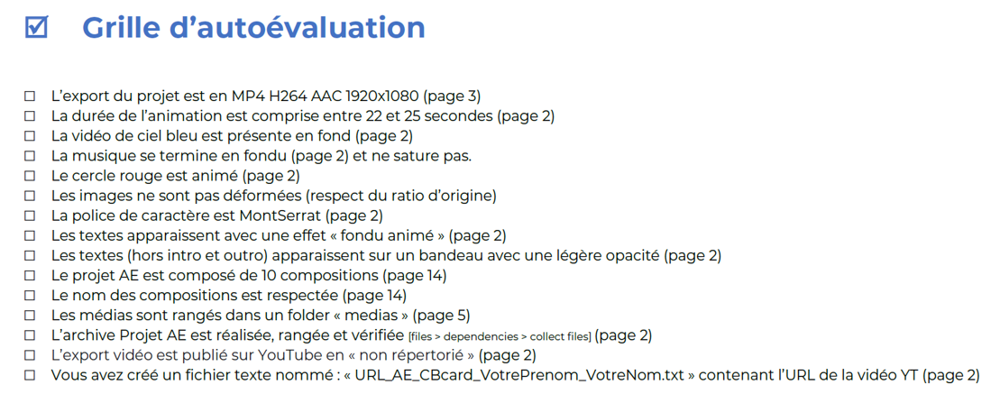 Grille d’autoévaluation
L’export du projet est en MP4 H264 AAC 1920x1080 (page 3)
La durée de l’animation est comprise entre 22 et 25 secondes (page 2)
La vidéo de ciel bleu est présente en fond (page 2)
La musique se termine en fondu (page 2) et ne sature pas.
Le cercle rouge est animé (page 2)
Les images ne sont pas déformées (respect du ratio d’origine)
La police de caractère est MontSerrat (page 2)
Les textes apparaissent avec une effet « fondu animé » (page 2)
Les textes (hors intro et outro) apparaissent sur un bandeau avec une légère opacité (page 2)
Le projet AE est composé de 10 compositions (page 14)
Le nom des compositions est respectée (page 14)
Les médias sont rangés dans un folder « medias » (page 5)
L’archive Projet AE est réalisée, rangée et vérifiée [files > dependencies > collect files] (page 2)
L’export vidéo est publié sur YouTube en « non répertorié » (page 2)
Vous avez créé un fichier texte nommé : « URL_AE_CBcard_VotrePrenom_VotreNom.txt » contenant l’URL de la vidéo YT (page 2)